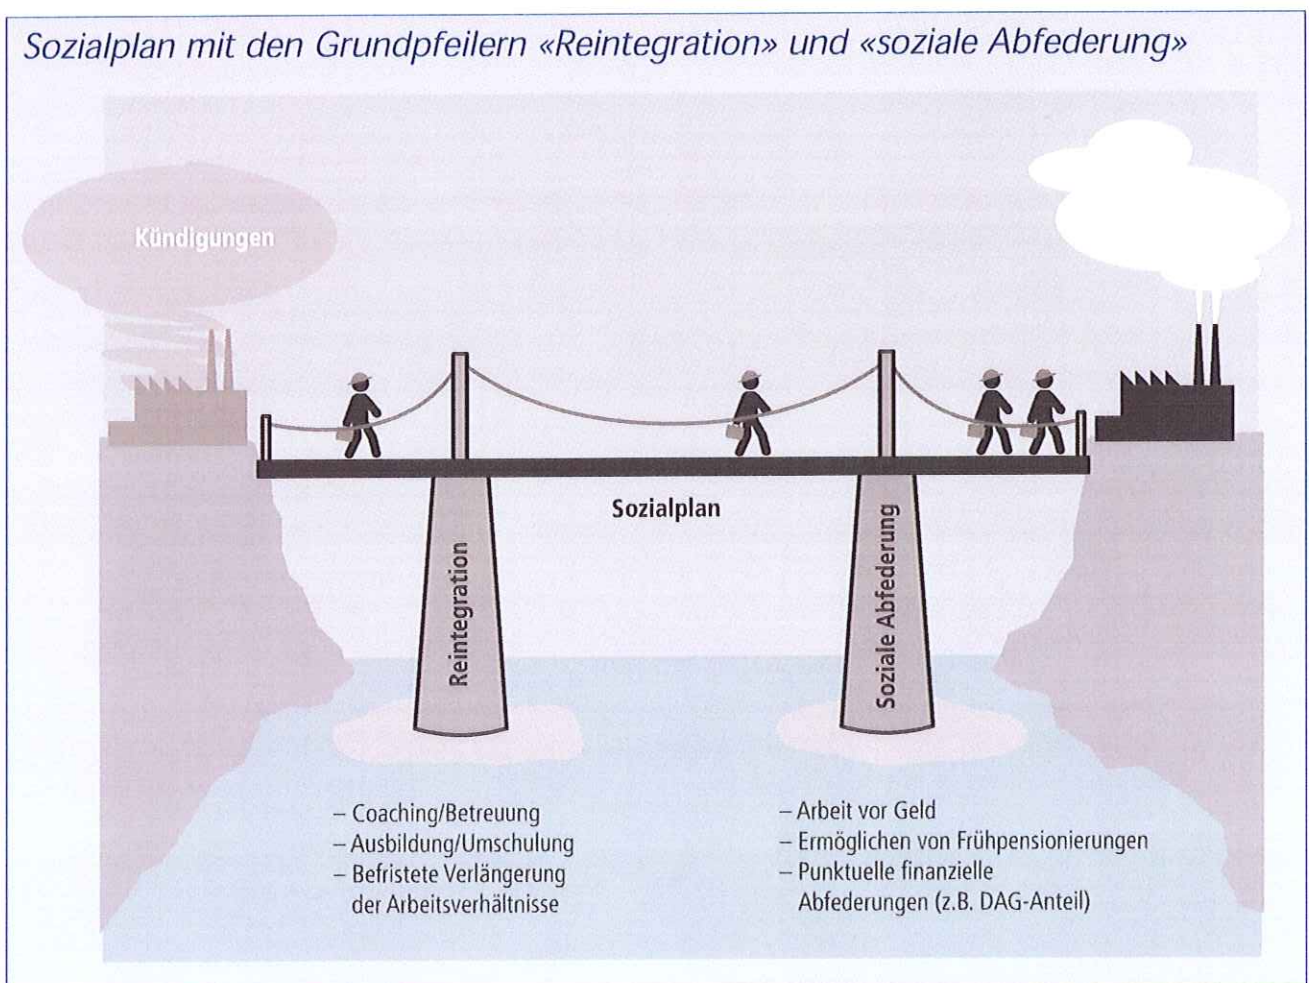 Sozialplan mit den Grundpfeilern «Reintegration» und «soziale Abfederung»
Kündigungen
Sozialplan
Reintegration
Soziale Abfederung
– Coaching/Betreuung
– Ausbildung/Umschulung
– Befristete Verlängerung
der Arbeitsverhältnisse
– Arbeit vor Geld
– Ermöglichen von Frühpensionierungen
– Punktuelle finanzielle
Abfederungen (z.B. DAG-Anteil)